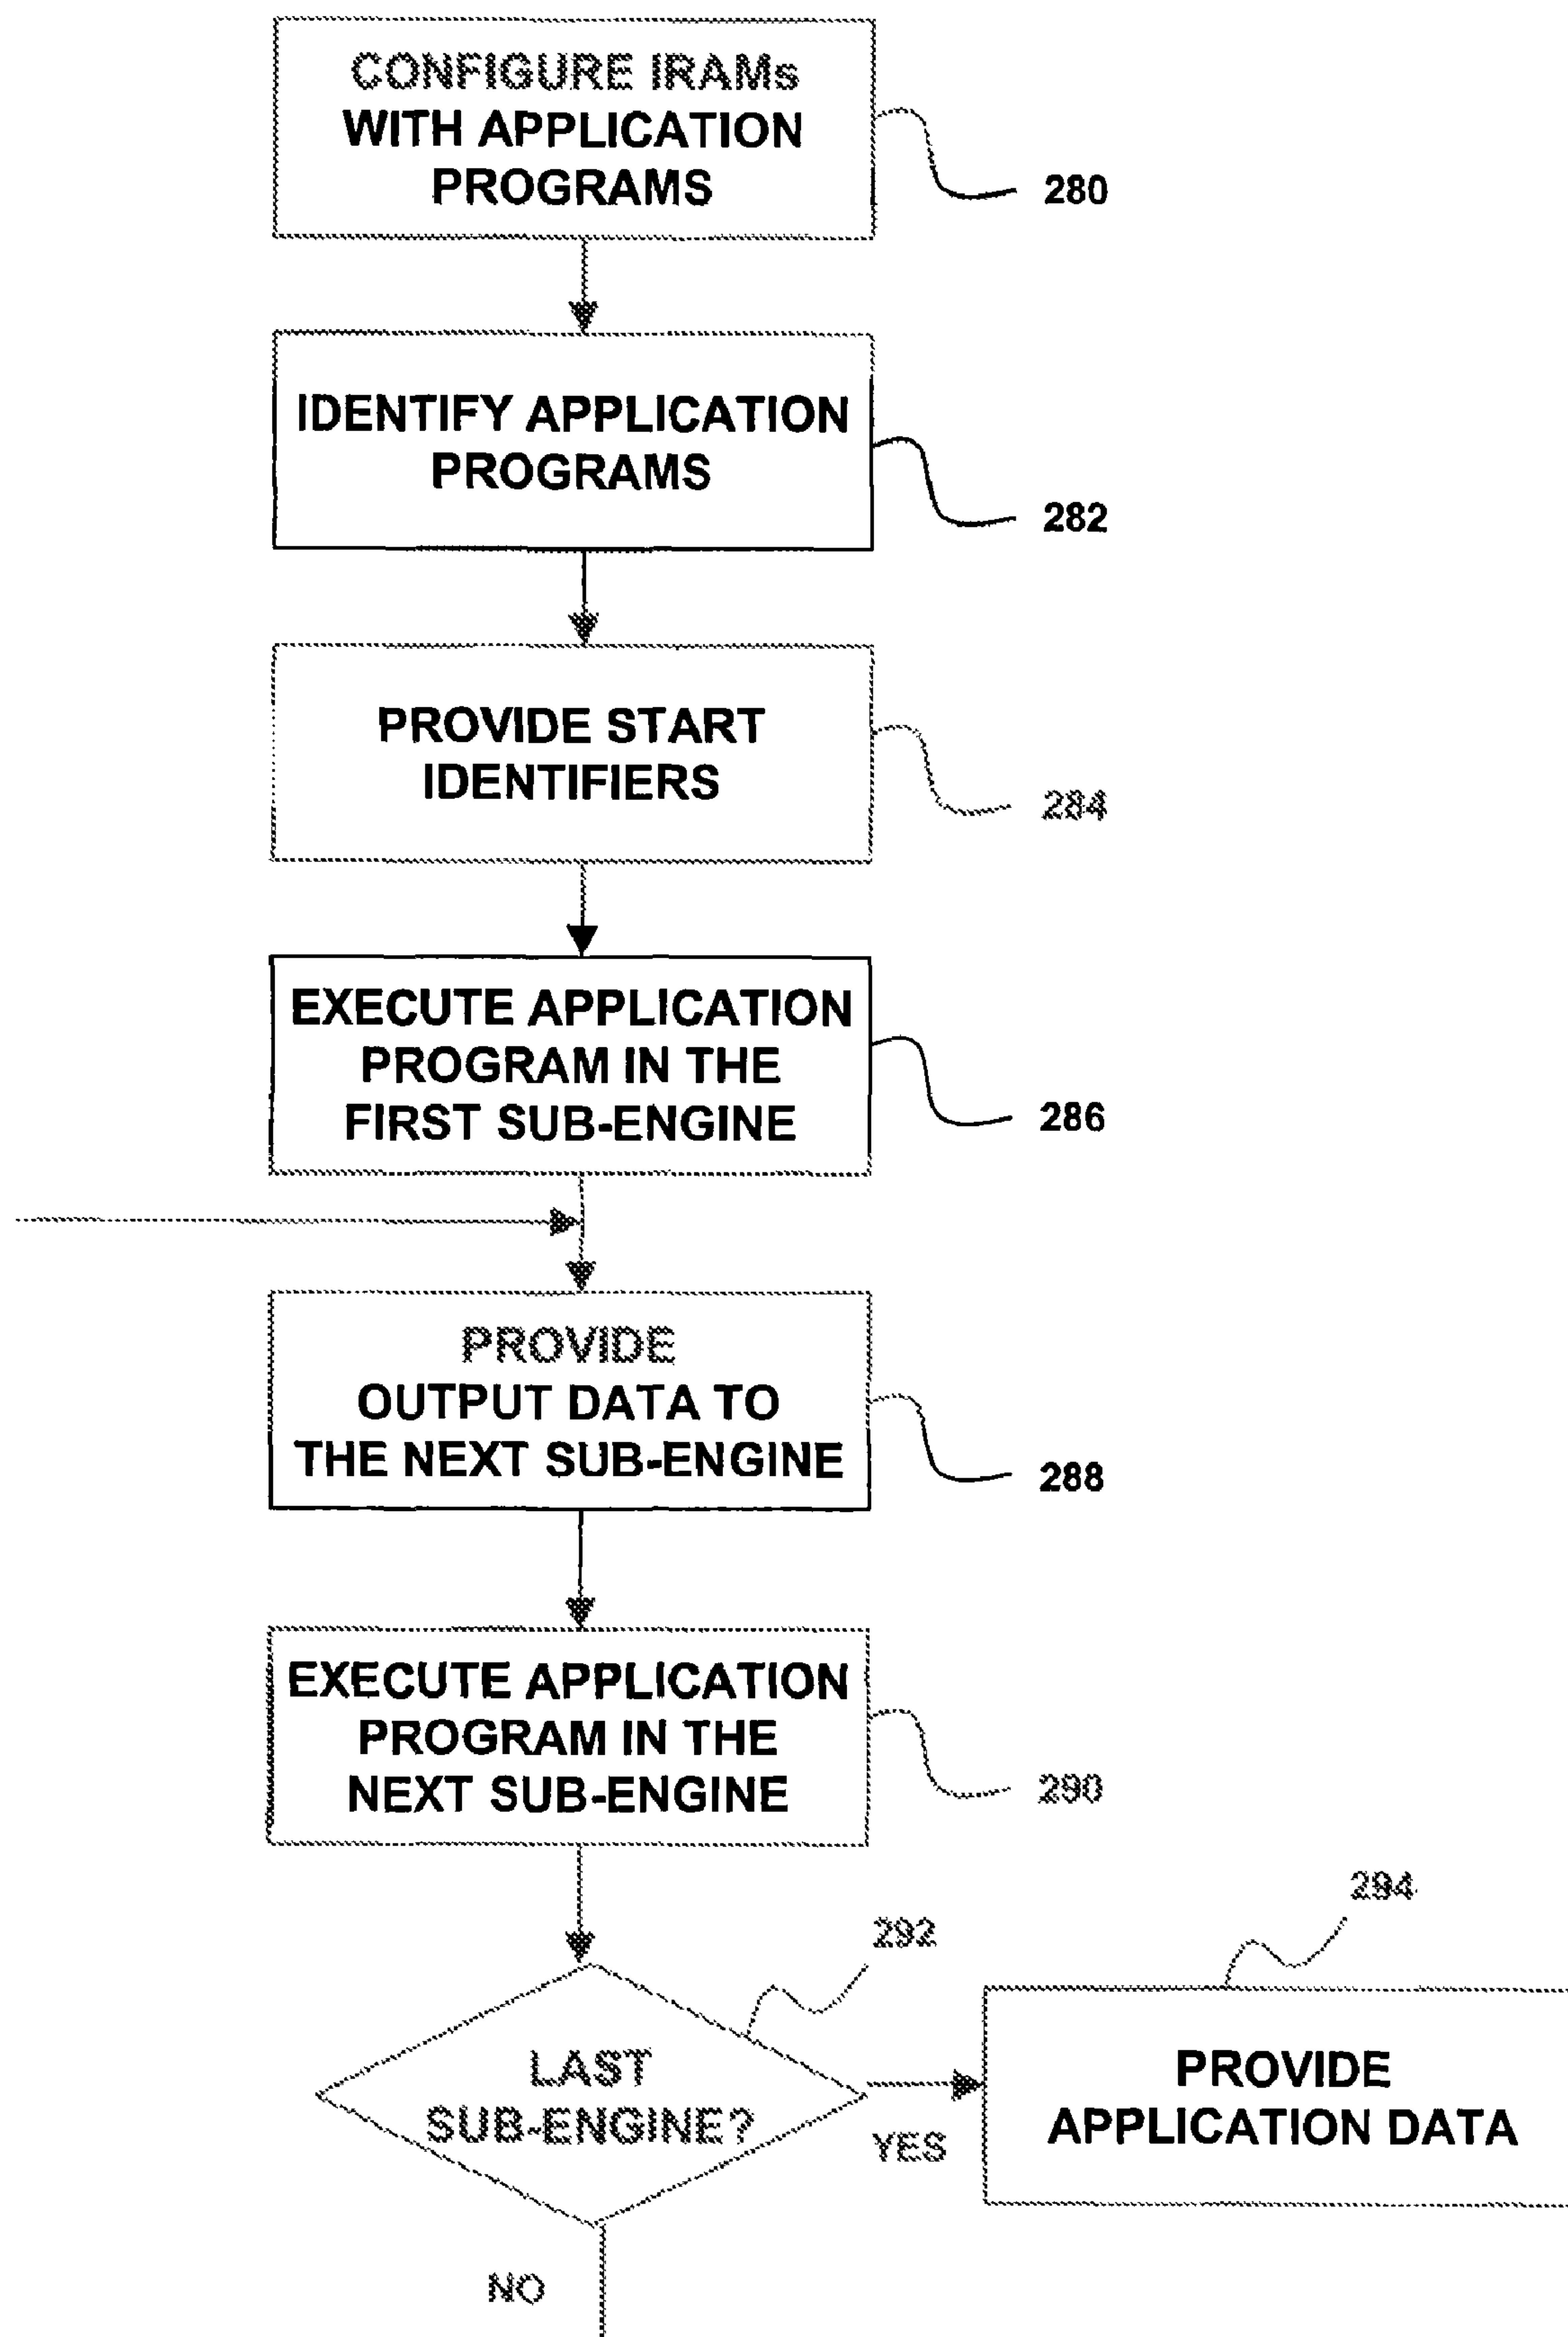 CONFIGURE IRAMs
WITH APPLICATION
PROGRAMS
280
IDENTIFY APPLICATION
PROGRAMS
282
PROVIDE START
IDENTIFIERS
284
EXECUTE APPLICATION
PROGRAM IN THE
FIRST SUB-ENGINE
286
PROVIDE
OUTPUT DATA TO
THE NEXT SUB-ENGINE
288
EXECUTE APPLICATION
PROGRAM IN THE
NEXT SUB-ENGINE
290
294
292
LAST
SUB-ENGINE?
YES
PROVIDE
APPLICATION DATA
NO